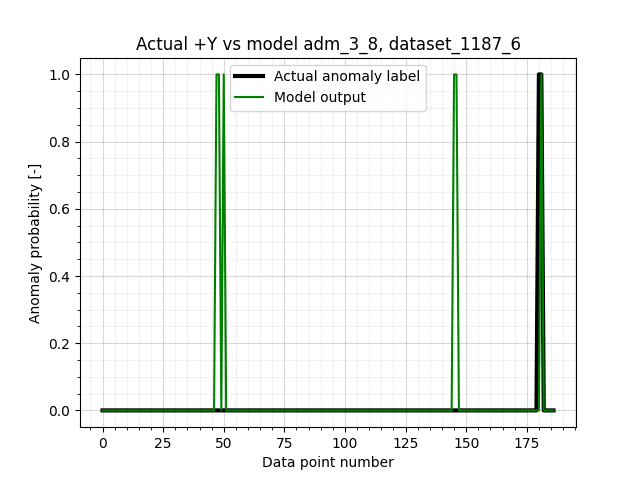 Actual +Y vs model adm_3_8, dataset_1187_6
Actual anomaly label
Model output
1.0
0.8
0.6
0.4
0.2
0.0
Anomaly probability [-]
0 25 50 75 100 125 150 175
Data point number